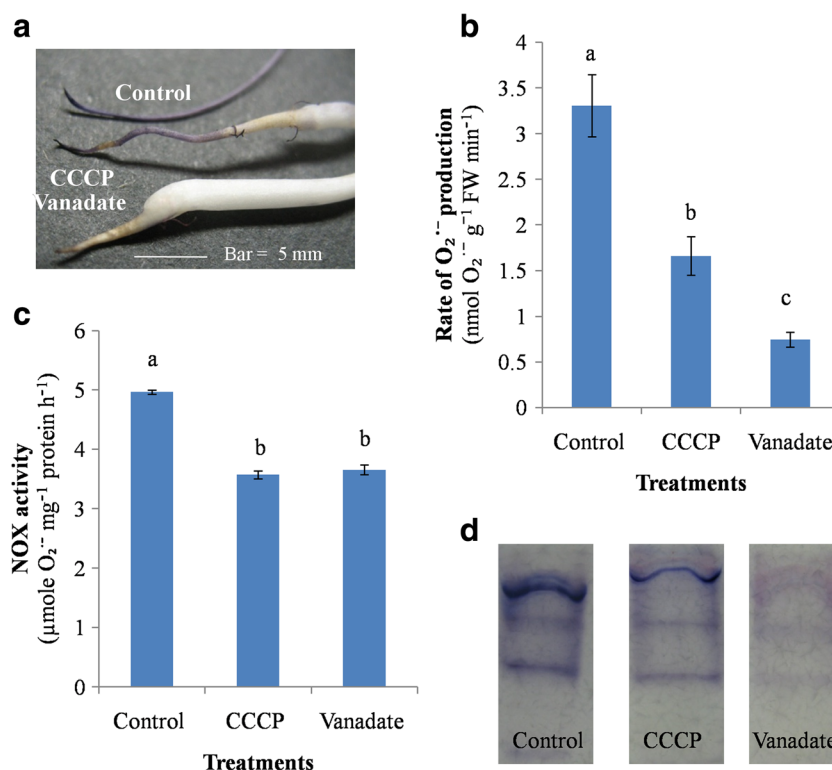 a
Control
CCCP
Vanadate
Bar = 5 mm
b
Rate of O₂˙⁻ production
(nmol O₂˙⁻ g⁻¹ FW min⁻¹)
4
3.5
3
2.5
2
1.5
1
0.5
0
a
b
c
Control CCCP Vanadate
Treatments
c
NOX activity
(µmole O₂˙⁻ mg⁻¹ protein h⁻¹)
6
5
4
3
2
1
0
a
b
b
Control CCCP Vanadate
Treatments
d
Control CCCP Vanadate